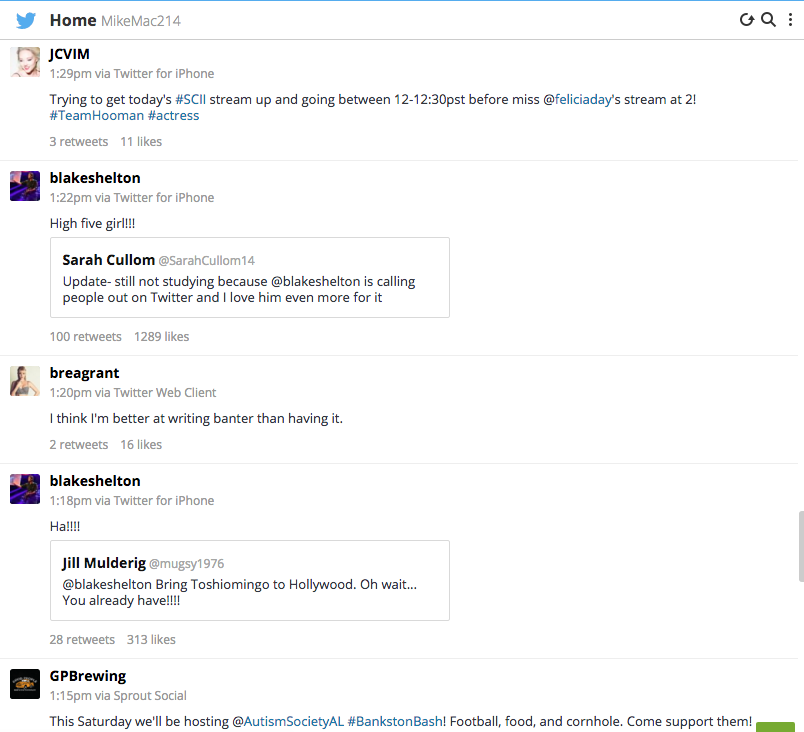 Home MikeMac214
JCVIM
1:29pm via Twitter for iPhone
Trying to get today's #SCII stream up and going between 12-12:30pst before miss @feliciaday's stream at 2!
#TeamHooman #actress
3 retweets 11 likes
blakeshelton
1:22pm via Twitter for iPhone
High five girl!!!
Sarah Cullom @SarahCullom14
Update- still not studying because @blakeshelton is calling
people out on Twitter and I love him even more for it
100 retweets 1289 likes
breagrant
1:20pm via Twitter Web Client
I think I'm better at writing banter than having it.
2 retweets 16 likes
blakeshelton
1:18pm via Twitter for iPhone
Ha!!!!
Jill Mulderig @mugsy1976
@blakeshelton Bring Toshiomingo to Hollywood. Oh wait...
You already have!!!!
28 retweets 313 likes
GPBrewing
1:15pm via Sprout Social
This Saturday we'll be hosting @AutismSocietyAL #BankstonBash! Football, food, and cornhole. Come support them!